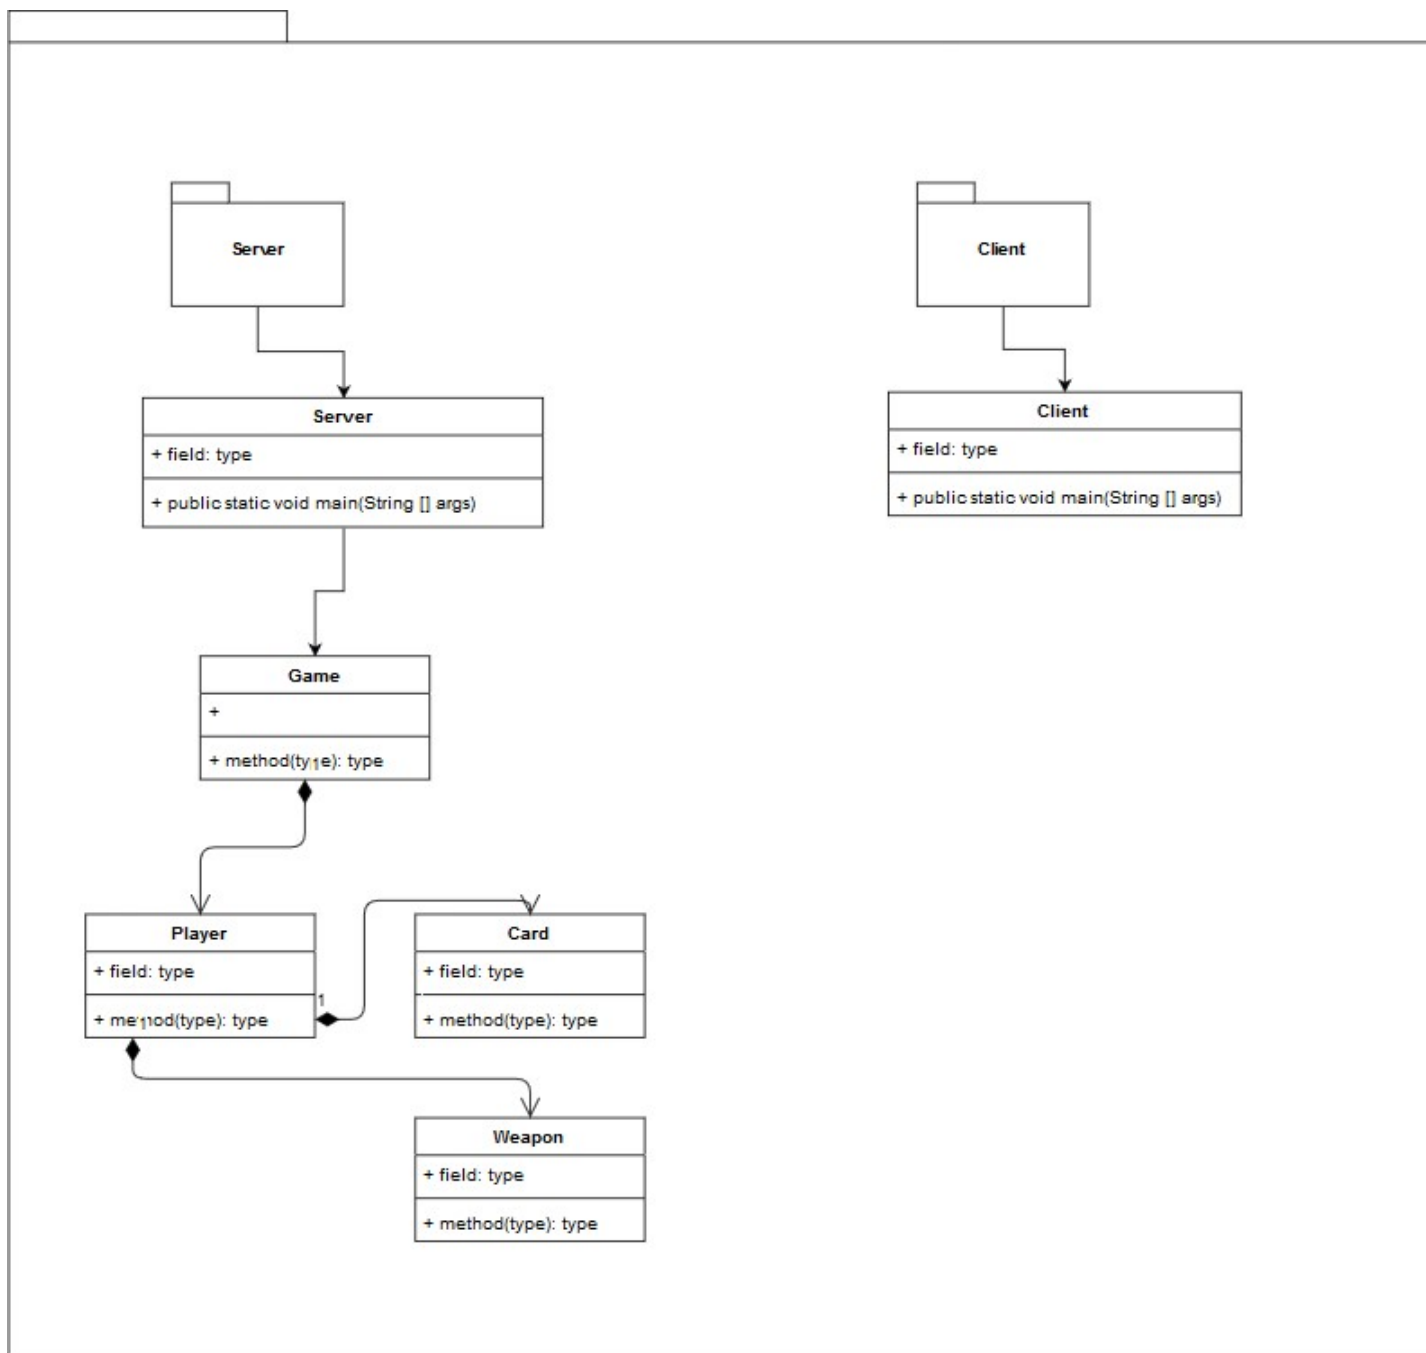 Server
Client
Server
+ field: type
+ public static void main(String [] args)
Client
+ field: type
+ public static void main(String [] args)
Game
+
+ method(type): type
1
Player
+ field: type
+ method(type): type
1
1
Card
+ field: type
+ method(type): type
Weapon
+ field: type
+ method(type): type